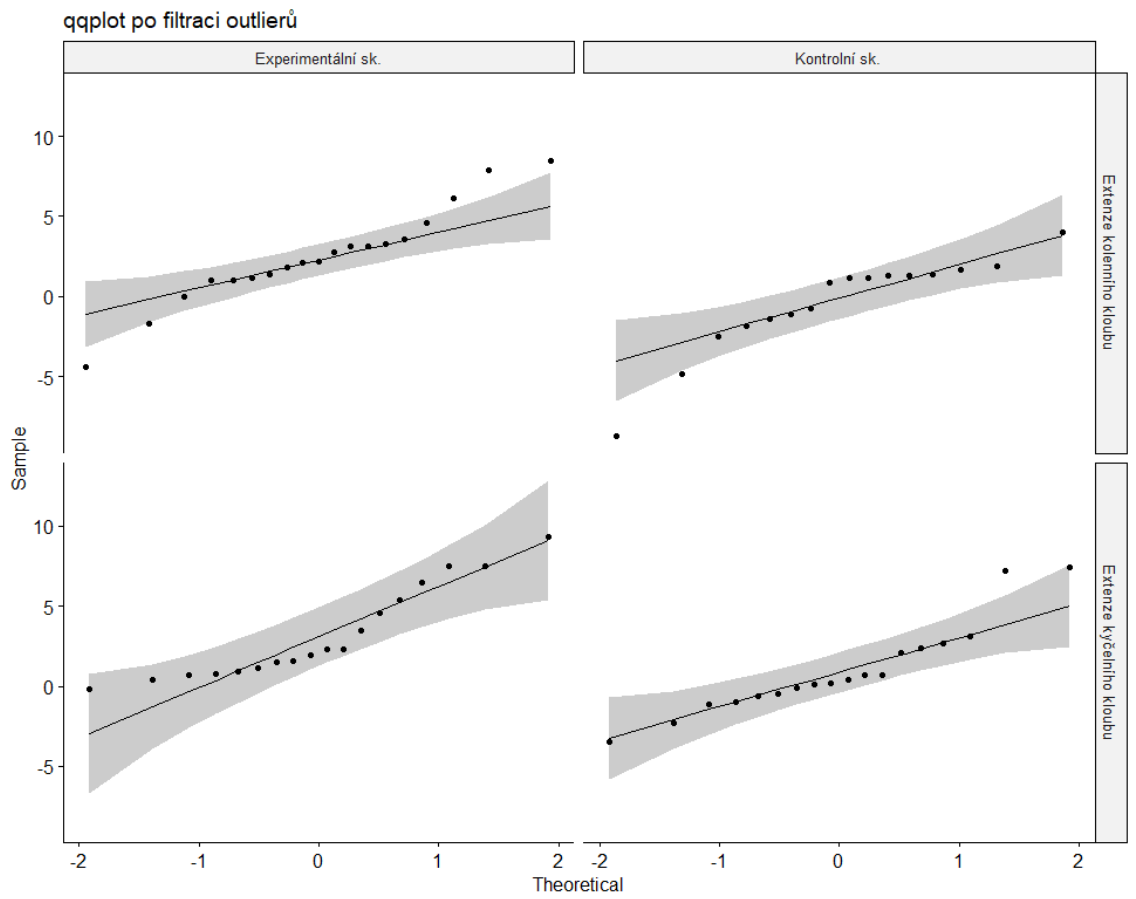 qqplot po filtraci outlierů
Experimentální sk.
Kontrolní sk.
10
5
0
-5
Extenze kolenního kloubu
Sample
10
5
0
-5
Extenze kyčelního kloubu
-2
-1
0
1
2
-2
-1
0
1
2
Theoretical